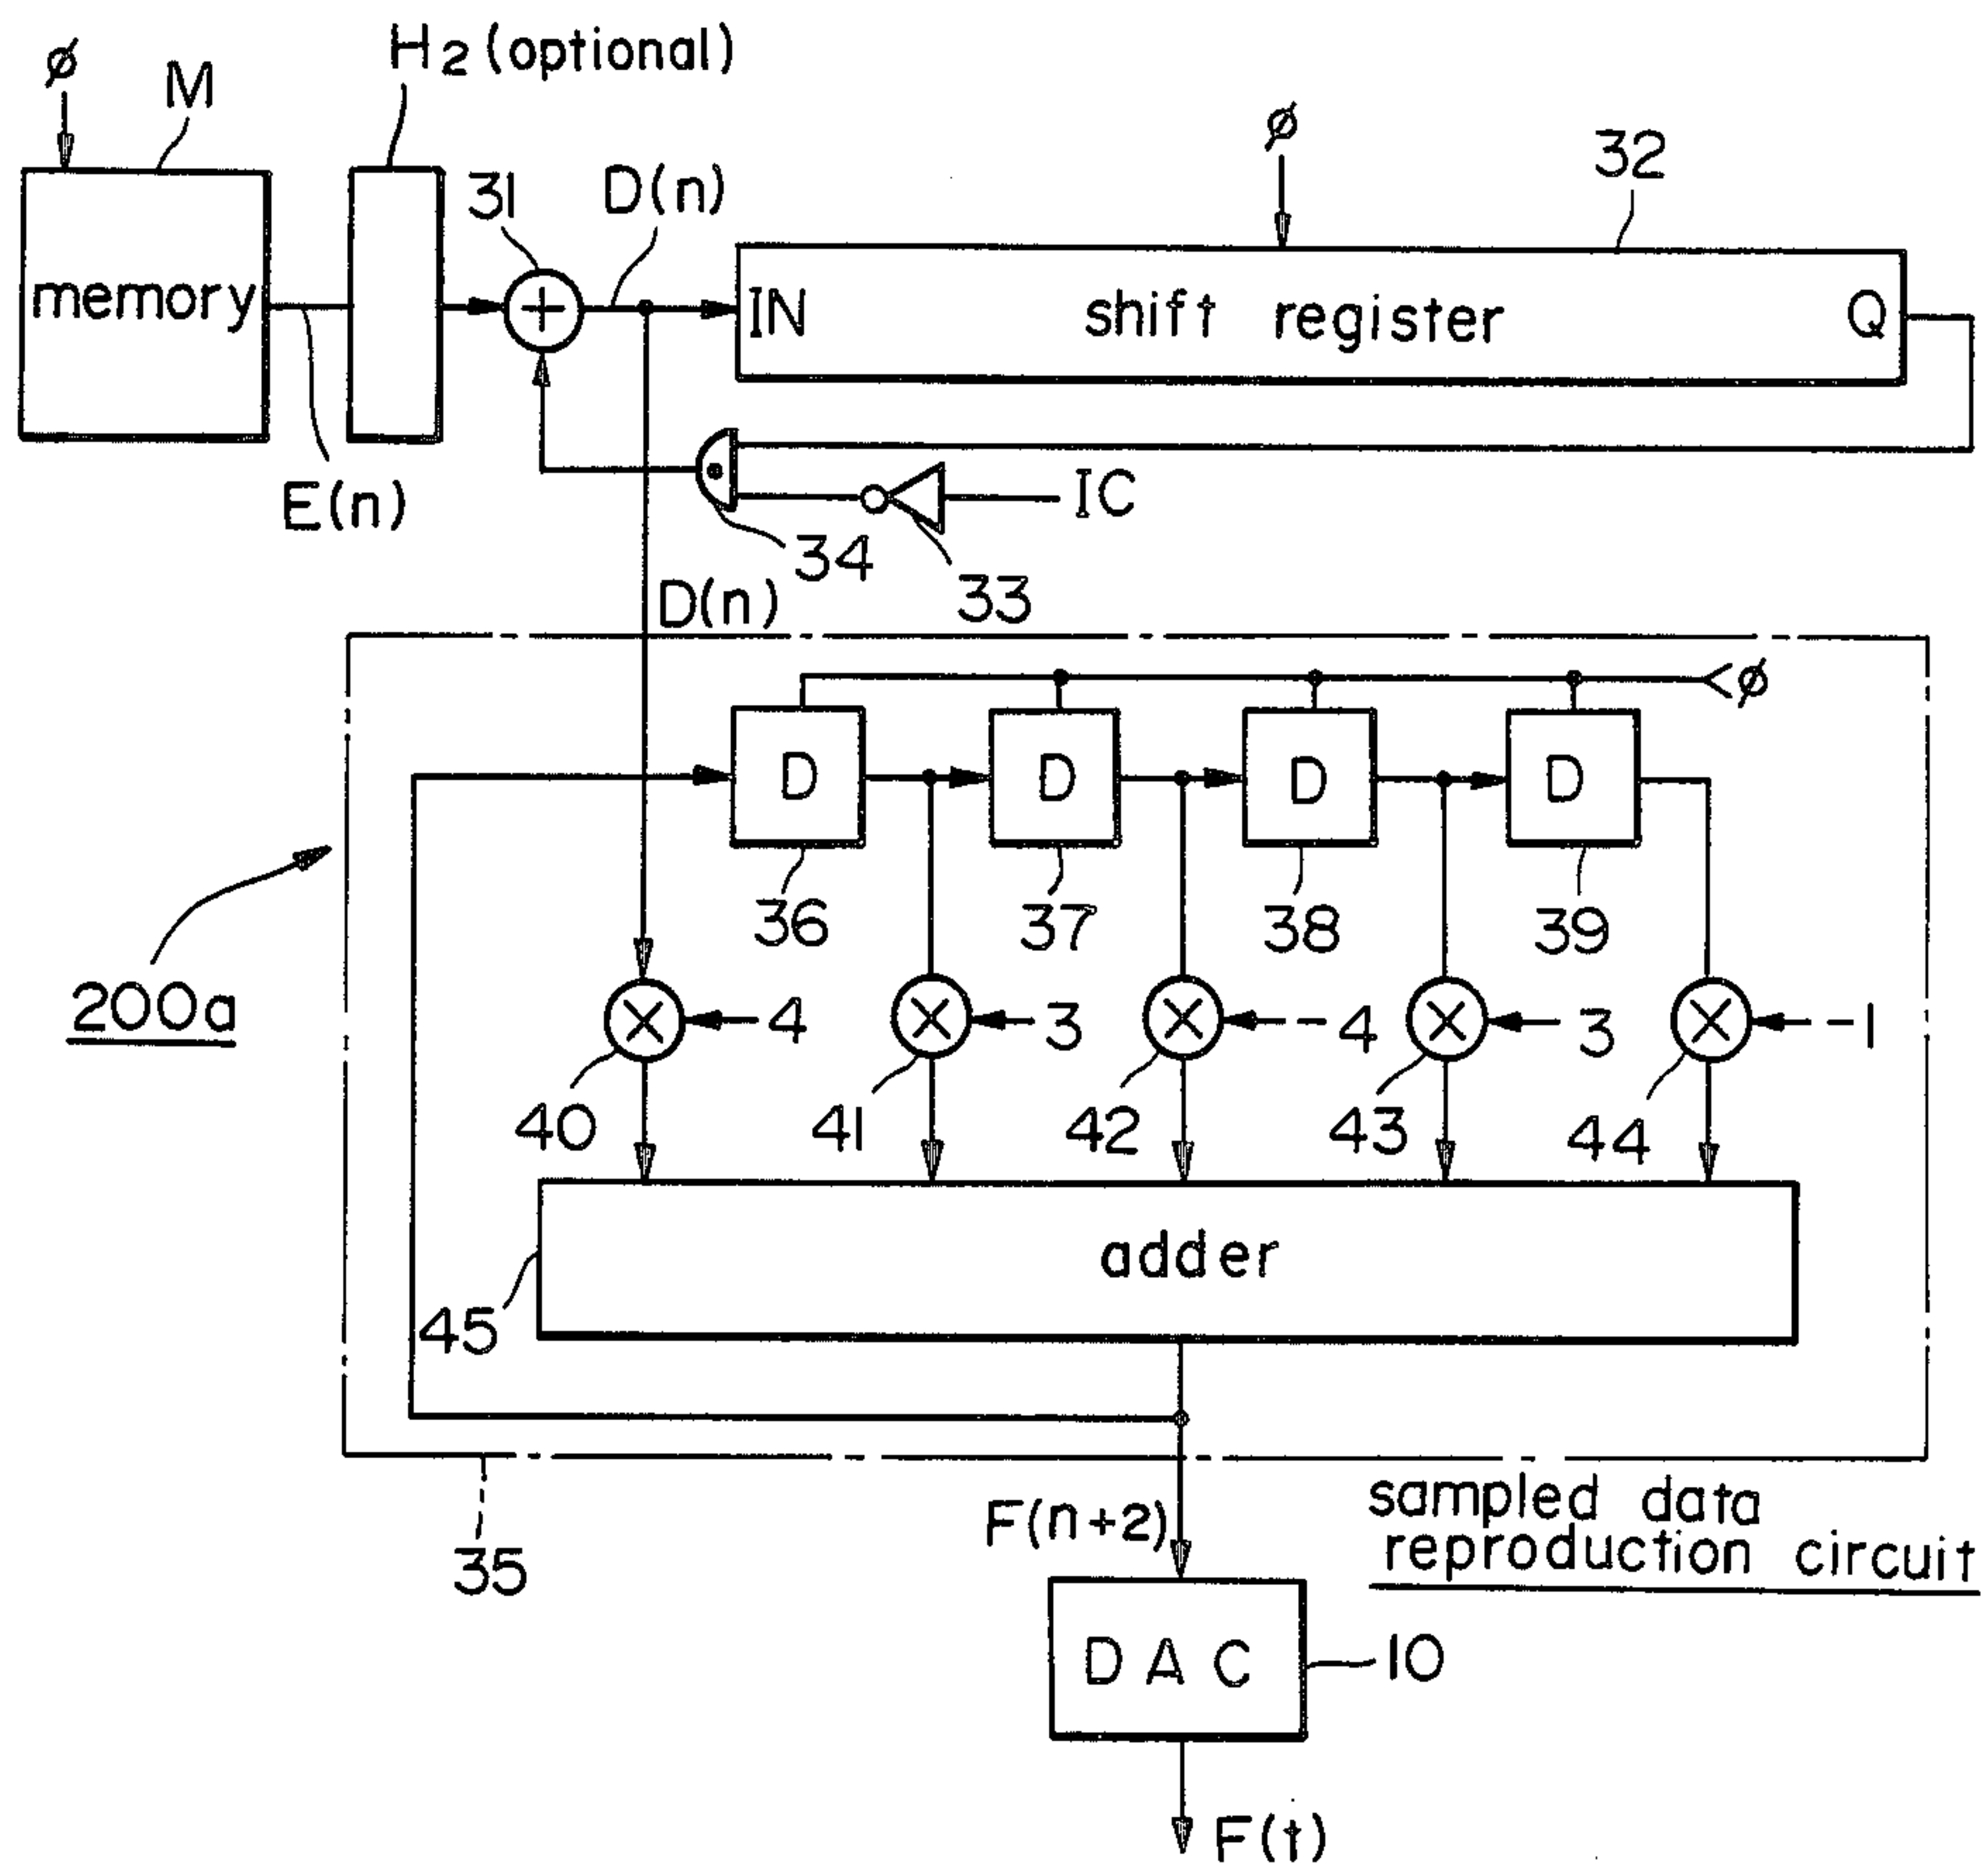 H2 (optional)
ø
M
ø
32
31
D(n)
memory
+
IN
shift register
Q
E(n)
IC
34
33
D(n)
<ø
D
D
D
D
36
37
38
39
200a
×
4
×
3
×
-4
×
3
×
-1
40
41
42
43
44
adder
45
F(n+2)
sampled data
reproduction circuit
35
DAC
10
F(t)